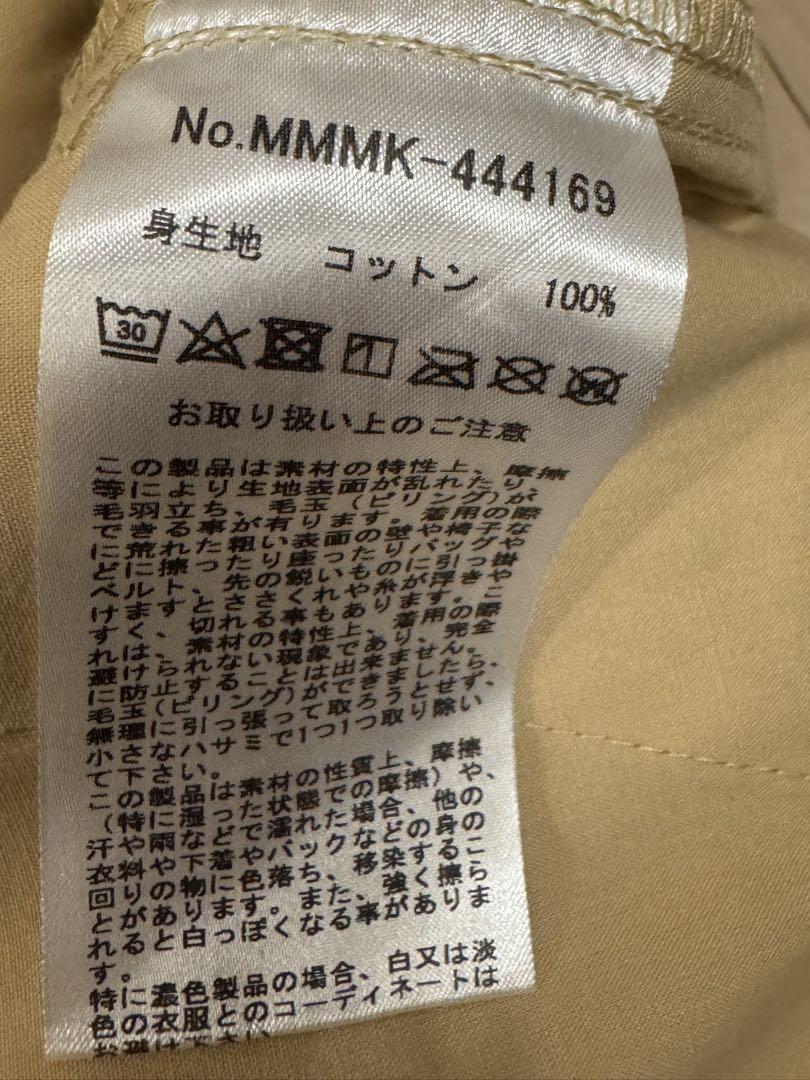 No.MMMK-444169
身生地 コットン 100%
30
お取り扱い上のご注意
この製品は素材の特性上、摩擦
等により生地表面が乱れたり、
毛羽立ち、毛玉(ピリング)が
できる事が有ります。着用の際
に荒れた粗い表面の壁や椅子な
どに擦ったり座ったりバッグや
ベルト、先の鋭いものに引っ掛
けますと、さくれや糸が浮きや
すく、切れる事もあります。こ
れは、素材の特性上、着用の際
避けられない現象であり、完全
に防止することは出来ません。
毛玉(ピリング)ができましたら、
無理に引っ張って取ろうとせず、
小さなハサミで1つ1つ取り除い
て下さい。
この製品は素材の性質上、摩擦
(特に湿った状態での摩擦)や、
汗や雨などで濡れた場合、他の
衣料や下着やバックなどの身の
回りの物に色落ち、移染するこ
とがあります。また、強く擦ら
れあとり白っぽくなる事がありま
す。
特に濃色製品の場合、白又は淡
色の衣服とのコーディネートは